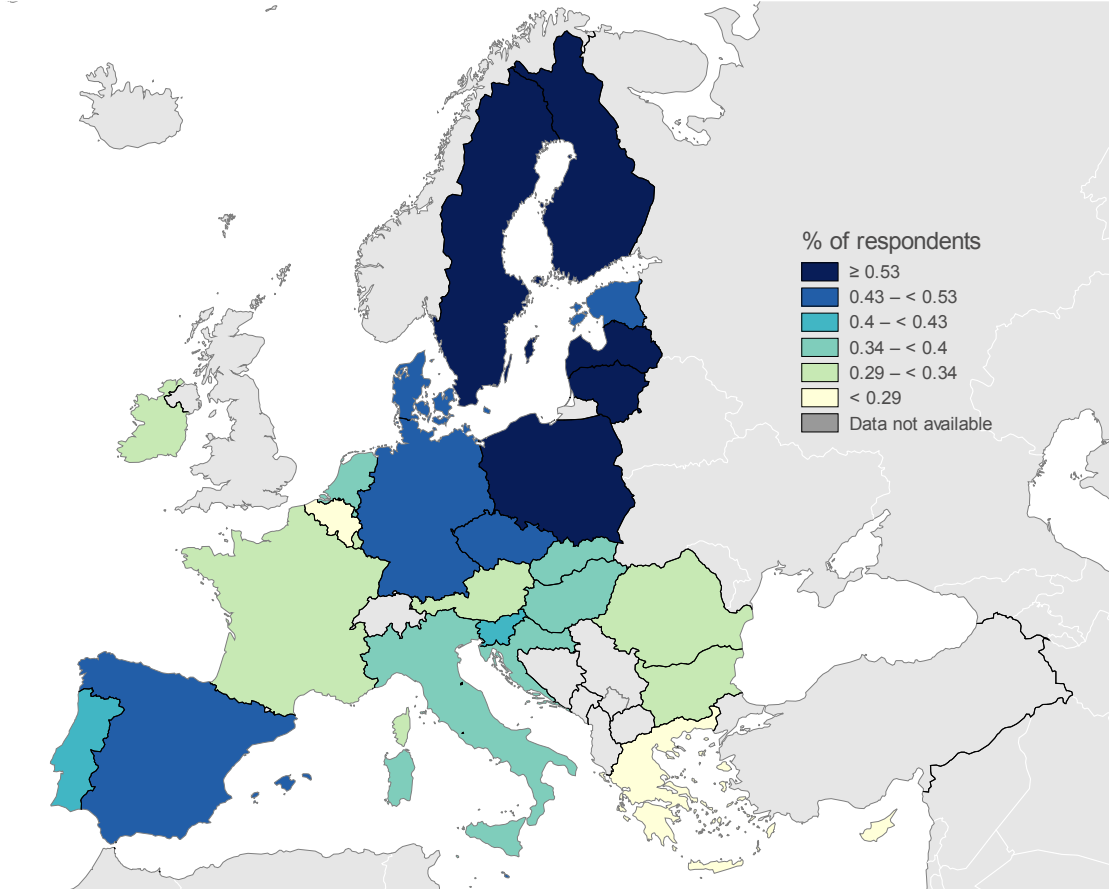 % of respondents
≥ 0.53
0.43 – < 0.53
0.4 – < 0.43
0.34 – < 0.4
0.29 – < 0.34
< 0.29
Data not available